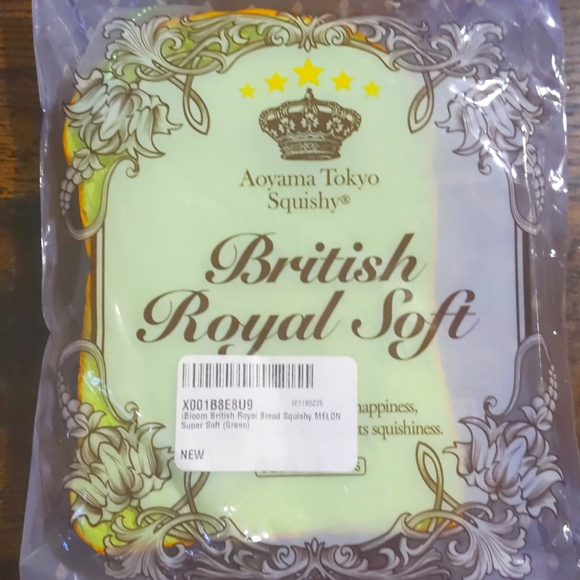 Aoyama Tokyo
Squishy®
British
Royal Soft
X001B8E8U9
iBloom British Royal Bread Squishy MELON
Super Soft (Green)
NEW
happiness,
ts squishiness.